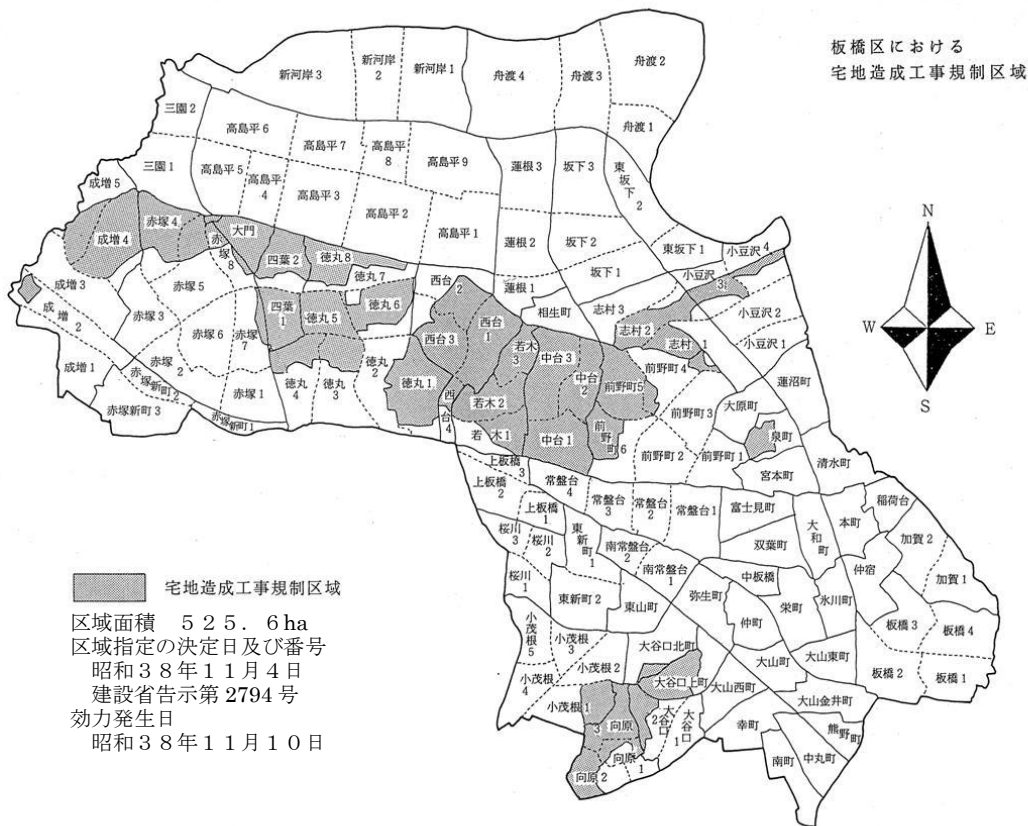 板橋区における
宅地造成工事規制区域
新河岸 3
新河岸 2
新河岸 1
舟渡 4
舟渡 3
舟渡 2
舟渡 1
三園 2
三園 1
高島平 6
高島平 7
高島平 8
高島平 9
高島平 5
高島平 4
高島平 3
高島平 2
高島平 1
蓮根 3
坂下 3
東坂下 2
蓮根 2
坂下 2
東坂下 1
小豆沢 4
蓮根 1
坂下 1
小豆沢 3
成増 5
成増 4
赤塚 4
赤塚 8
大門
四葉 2
徳丸 8
徳丸 7
西台 2
相生町
志村 3
志村 2
志村 1
小豆沢 2
小豆沢 1
成増 3
成増 2
成増 1
赤塚 5
赤塚 3
赤塚 6
赤塚 7
赤塚 2
赤塚 1
赤塚新町 2
赤塚新町 3
赤塚新町 1
四葉 1
徳丸 5
徳丸 6
徳丸 4
徳丸 3
徳丸 2
徳丸 1
西台 3
西台 1
西台 4
若木 3
若木 2
若木 1
中台 3
中台 2
中台 1
前野町 4
前野町 5
前野町 6
前野町 3
前野町 2
前野町 1
大原町
蓮沼町
泉町
宮本町
清水町
N
W
E
S
上板橋 3
上板橋 2
上板橋 1
常盤台 4
常盤台 3
常盤台 2
常盤台 1
富士見町
双葉町
大和町
本町
稲荷台
加賀 2
加賀 1
仲宿
桜川 3
桜川 2
桜川 1
東新町 1
東新町 2
南常盤台 2
南常盤台 1
中板橋
弥生町
仲町
栄町
氷川町
板橋 3
板橋 4
板橋 2
板橋 1
東山町
小茂根 5
小茂根 3
小茂根 2
小茂根 4
小茂根 1
大谷口北町
大谷口上町
大谷口 2
大谷口 1
大山町
大山東町
大山西町
大山金井町
幸町
熊野町
南町
中丸町
向原 3
向原 2
向原 1
宅地造成工事規制区域
区域面積 525.6ha
区域指定の決定日及び番号
昭和38年11月4日
建設省告示第2794号
効力発生日
昭和38年11月10日